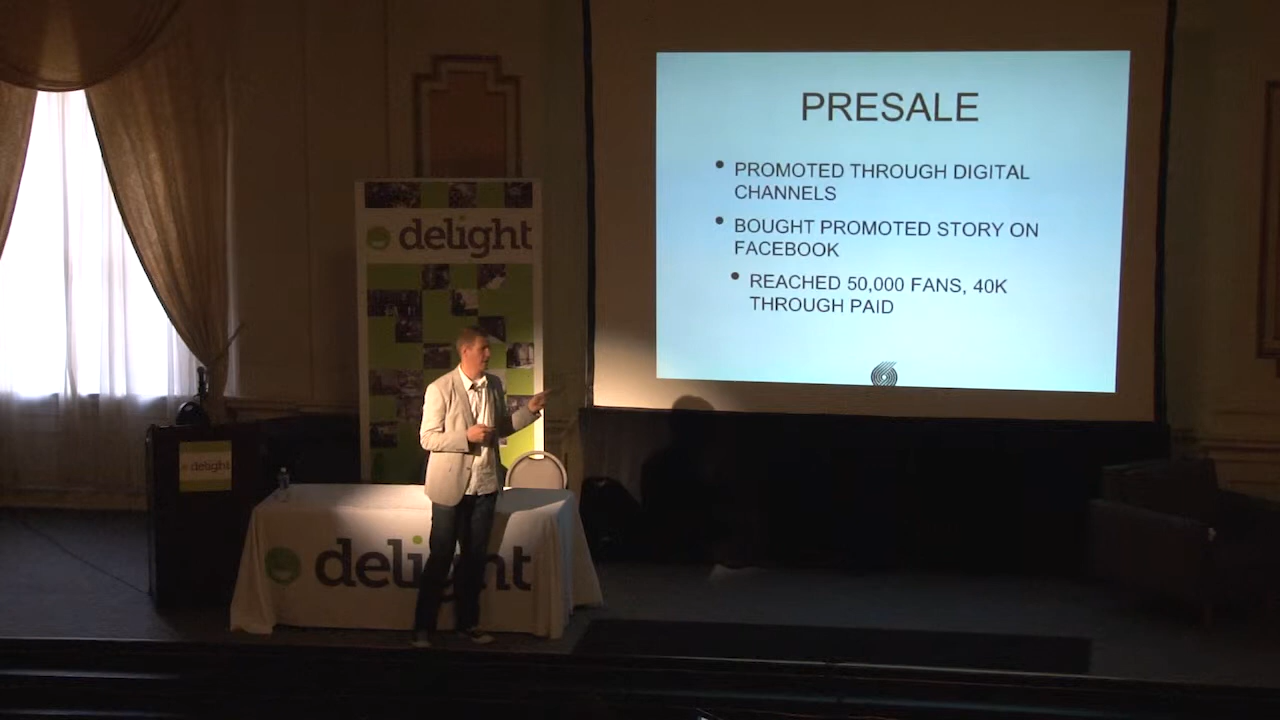 PRESALE
• PROMOTED THROUGH DIGITAL
CHANNELS
• BOUGHT PROMOTED STORY ON
FACEBOOK
• REACHED 50,000 FANS, 40K
THROUGH PAID
delight
delight
delight